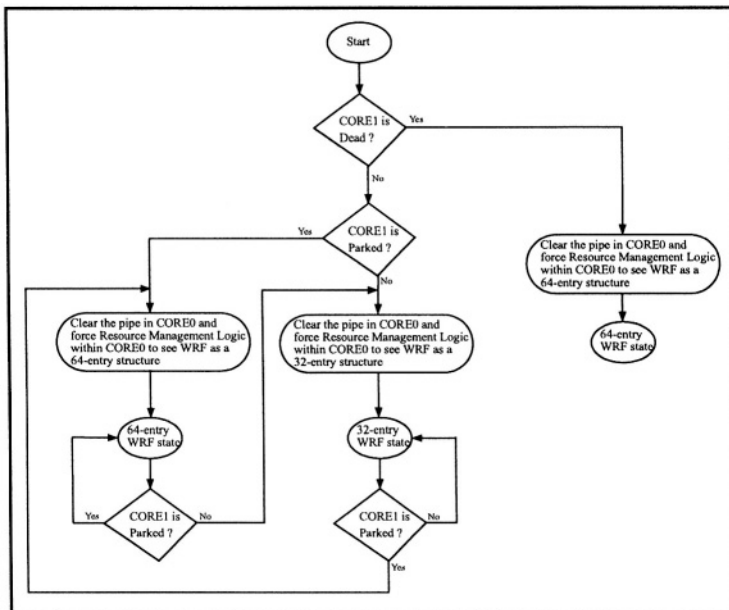 Start
CORE1 is
Dead ?
Yes
No
CORE1 is
Parked ?
Yes
No
Clear the pipe in CORE0 and
force Resource Management Logic
within CORE0 to see WRF as a
64-entry structure
64-entry
WRF state
Clear the pipe in CORE0 and
force Resource Management Logic
within CORE0 to see WRF as a
64-entry structure
Clear the pipe in CORE0 and
force Resource Management Logic
within CORE0 to see WRF as a
32-entry structure
64-entry
WRF state
32-entry
WRF state
Yes
CORE1 is
Parked ?
No
CORE1 is
Parked ?
No
Yes